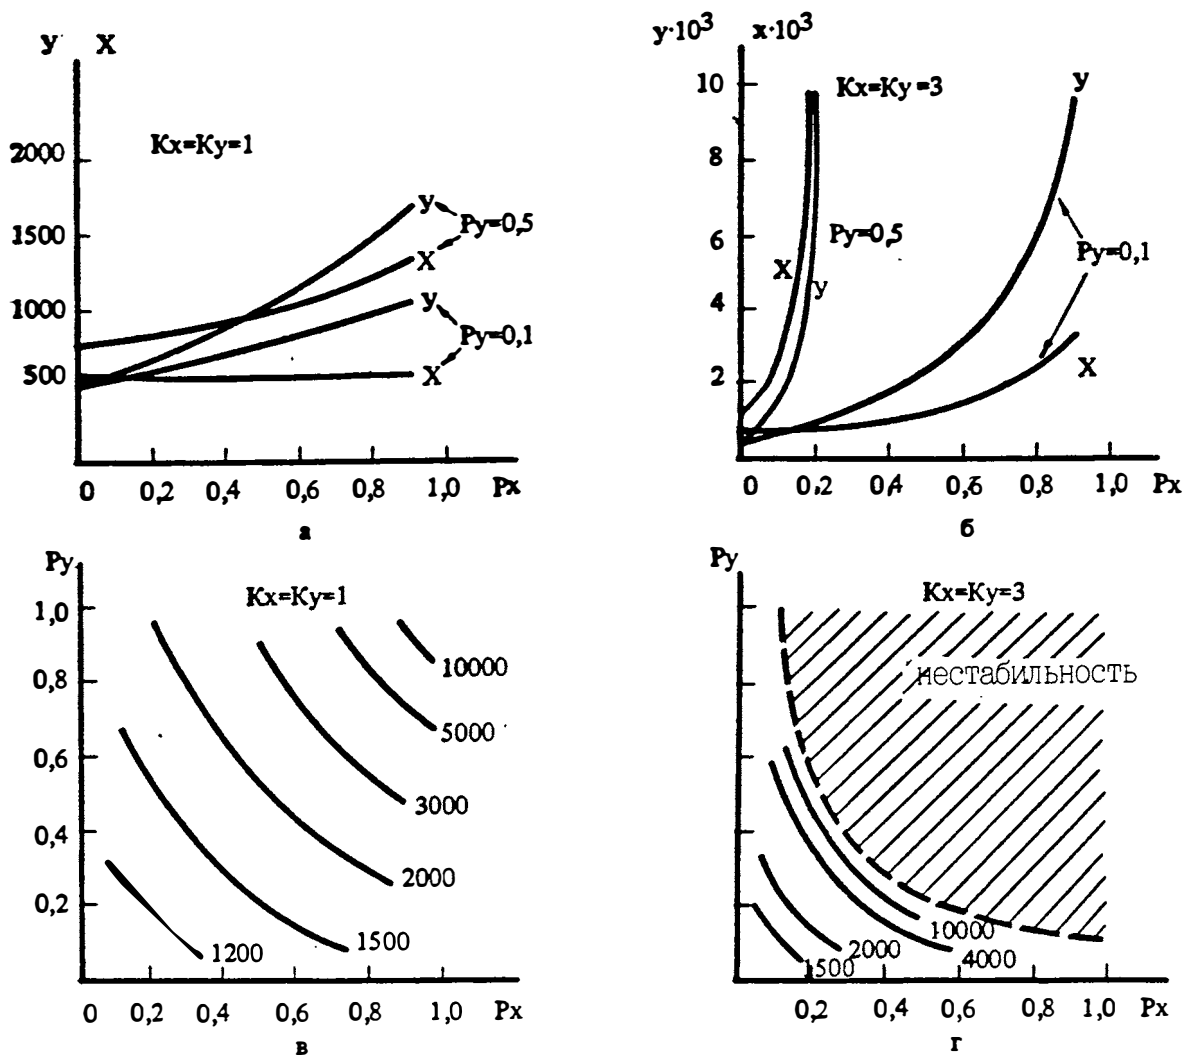 y x
Kx=Ky=1
2000
1500
1000
500
y
Py=0,5
x
y
Py=0,1
x
0 0,2 0,4 0,6 0,8 1,0 Px
а
y·10³ x·10³
Kx=Ky=3
10
8
6
4
2
y
Py=0,5
x
y
Py=0,1
x
0 0,2 0,4 0,6 0,8 1,0 Px
б
Py
Kx=Ky=1
1,0
0,8
0,6
0,4
0,2
10000
5000
3000
2000
1500
1200
0 0,2 0,4 0,6 0,8 1,0 Px
в
Py
Kx=Ky=3
нестабильность
10000
4000
2000
1500
0,2 0,4 0,6 0,8 1,0 Px
г